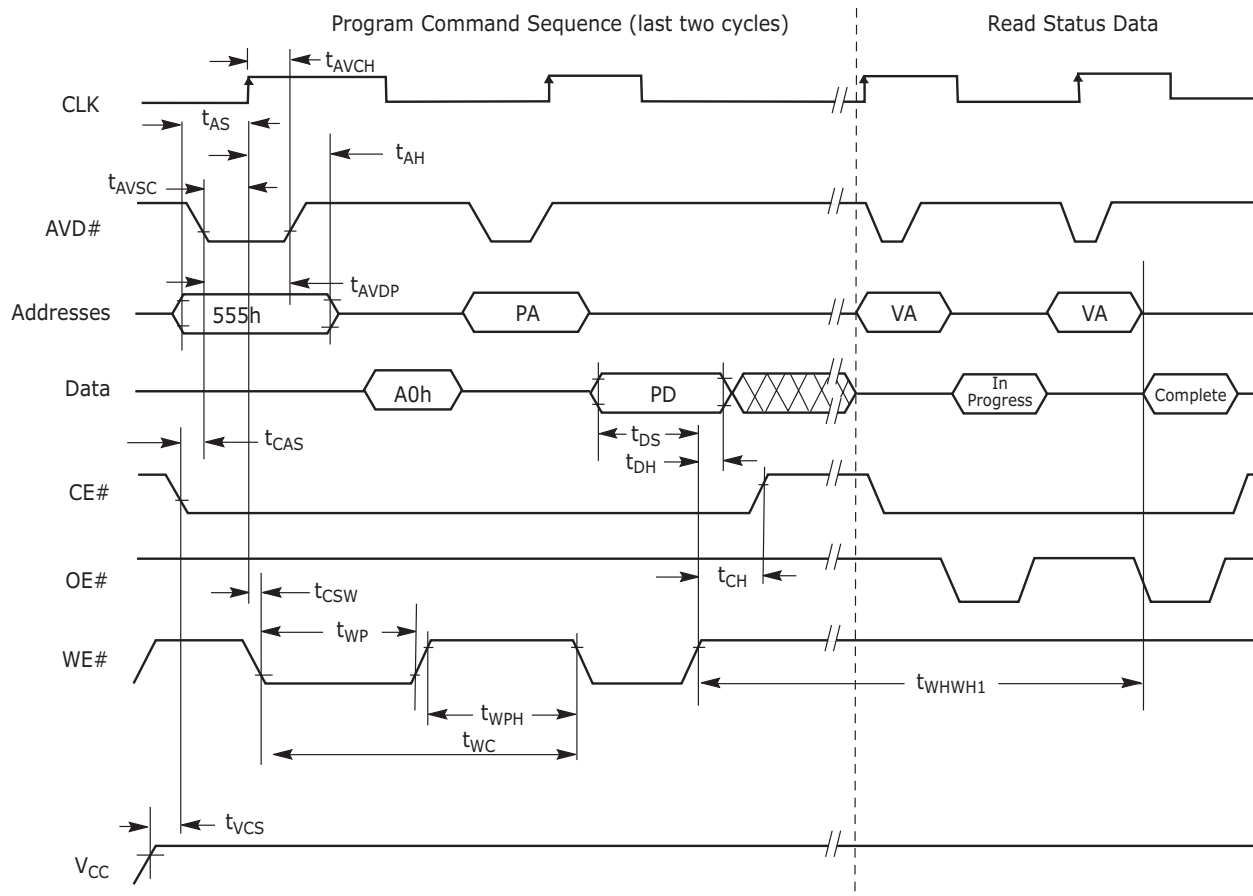 Program Command Sequence (last two cycles)
Read Status Data
tAVCH
CLK
tAS
tAH
tAVSC
AVD#
tAVDP
Addresses
555h
PA
VA
VA
Data
A0h
PD
In
Progress
Complete
tCAS
tDS
tDH
CE#
OE#
tCH
tCSW
tWP
WE#
tWHWH1
tWPH
tWC
tVCS
VCC